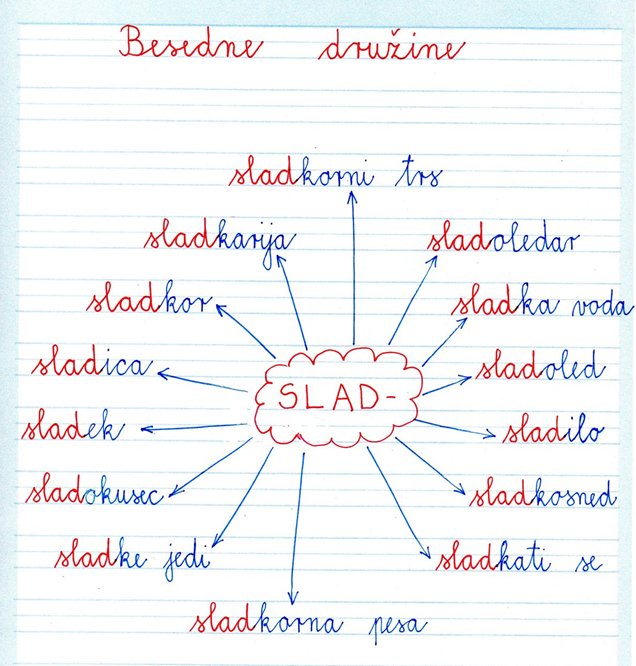 Besedne družine
sladkorni trs
sladkarija
sladoledar
sladkor
sladka voda
sladica
sladoled
SLAD-
sladek
sladilo
sladokusec
sladkosned
sladke jedi
sladkati se
sladkorna pesa